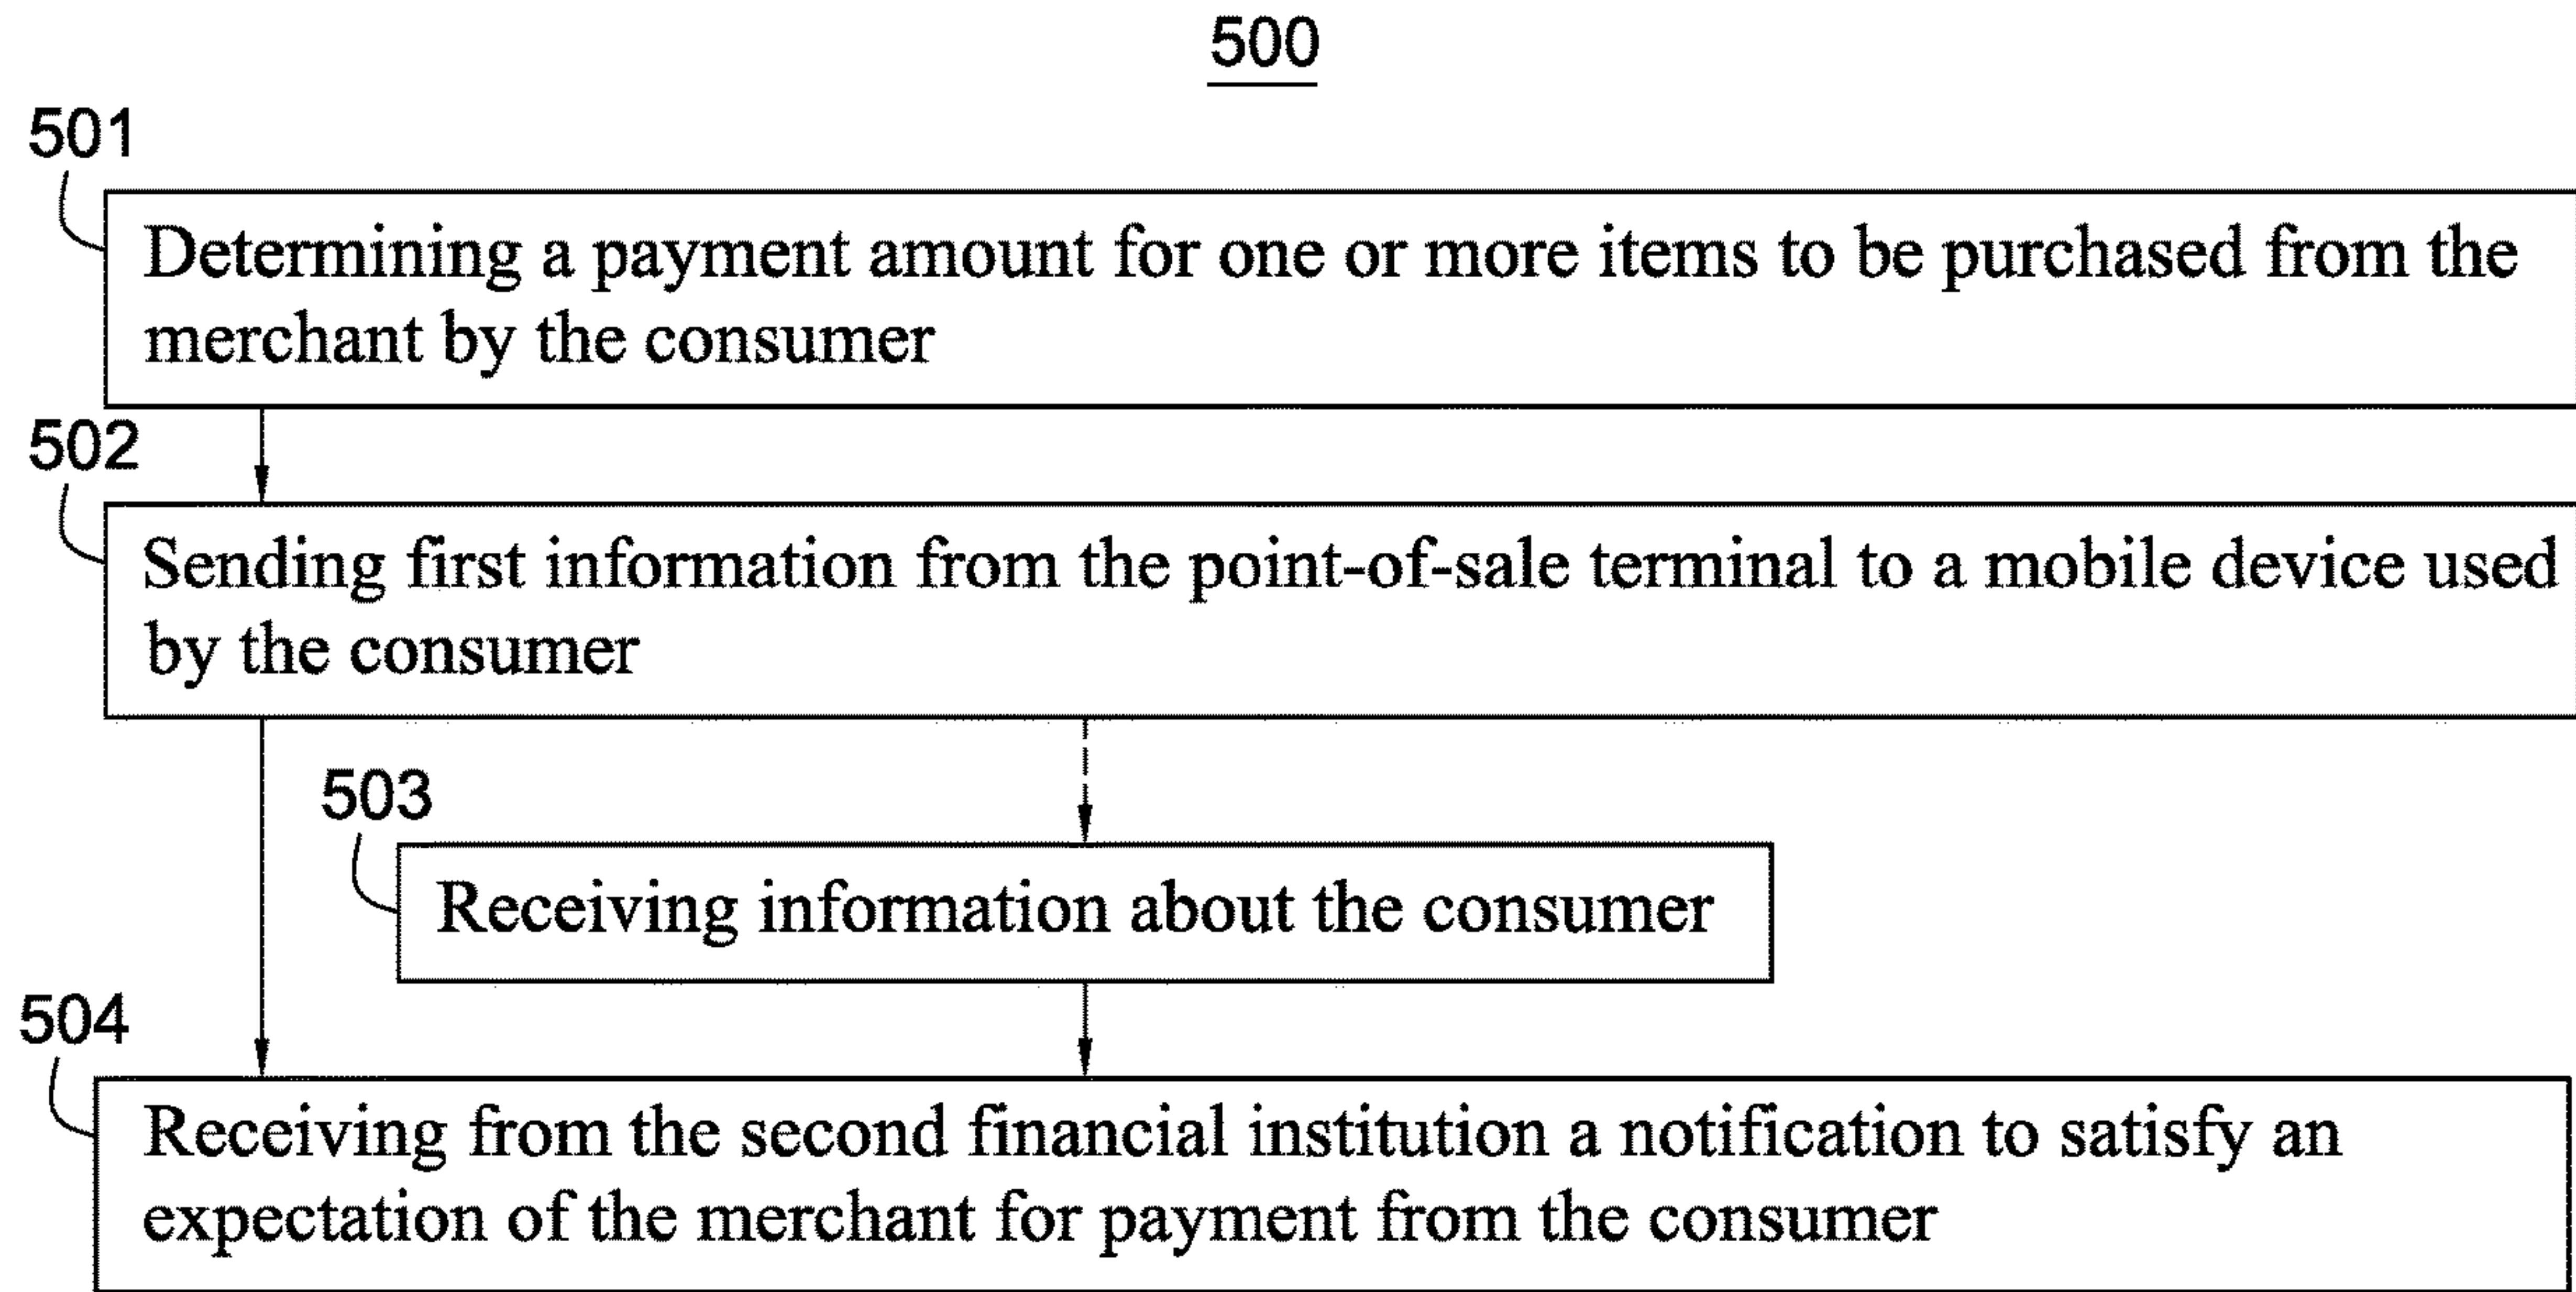 500
501
Determining a payment amount for one or more items to be purchased from the
merchant by the consumer
502
Sending first information from the point-of-sale terminal to a mobile device used
by the consumer
503
Receiving information about the consumer
504
Receiving from the second financial institution a notification to satisfy an
expectation of the merchant for payment from the consumer